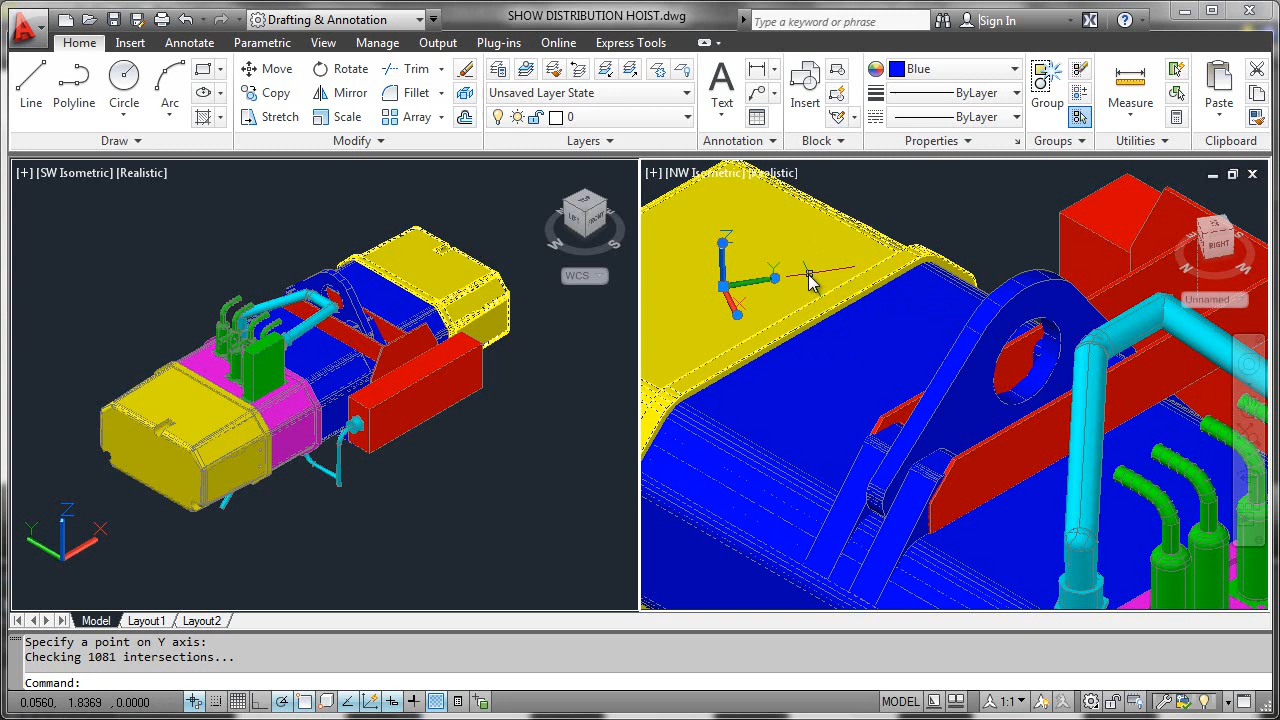 Drafting & Annotation SHOW DISTRIBUTION HOIST.dwg Type a keyword or phrase Sign In
Home Insert Annotate Parametric View Manage Output Plug-ins Online Express Tools
Line Polyline Circle Arc
Move Rotate Trim
Copy Mirror Fillet
Stretch Scale Array
Unsaved Layer State
0
Text Insert
Blue
ByLayer
ByLayer
Group Measure Paste
Draw Modify Layers Annotation Block Properties Groups Utilities Clipboard
[+] [SW Isometric] [Realistic]
TOP
LEFT FRONT
W S
WCS
Z
Y X
[+] [NW Isometric] [Realistic]
Z
Y
X
RIGHT
N W
Unnamed
Model Layout1 Layout2
Specify a point on Y axis:
Checking 1081 intersections...
Command:
0.0560, 1.8369, 0.0000 MODEL 1:1